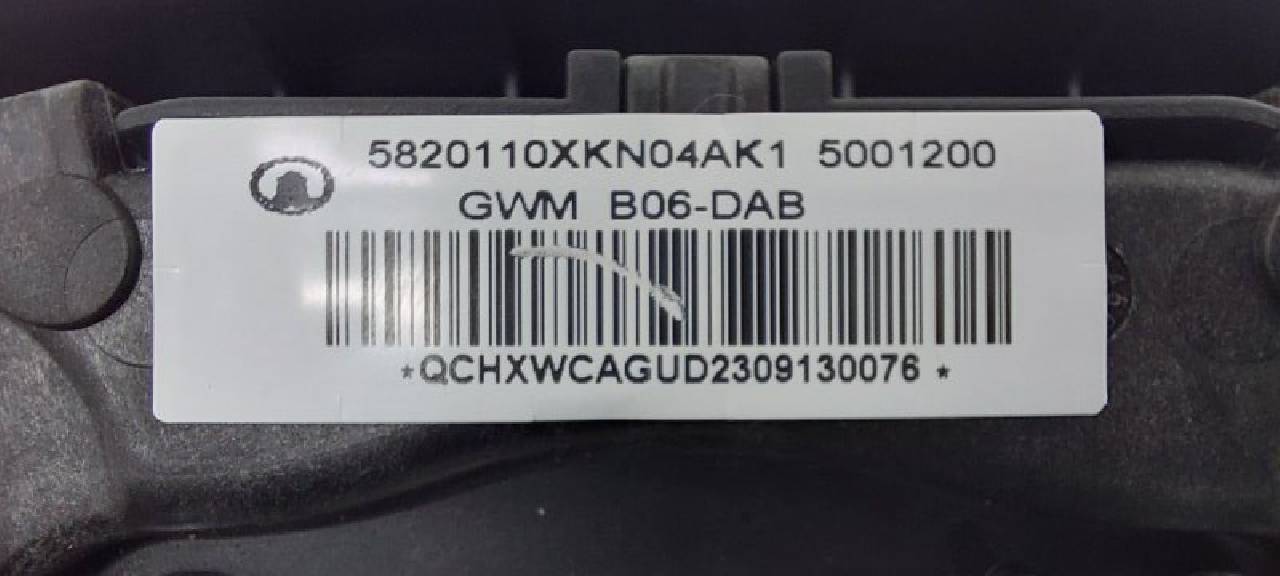 5820110XKN04AK1 5001200
GWM B06-DAB
*QCHXWCAGUD2309130076*